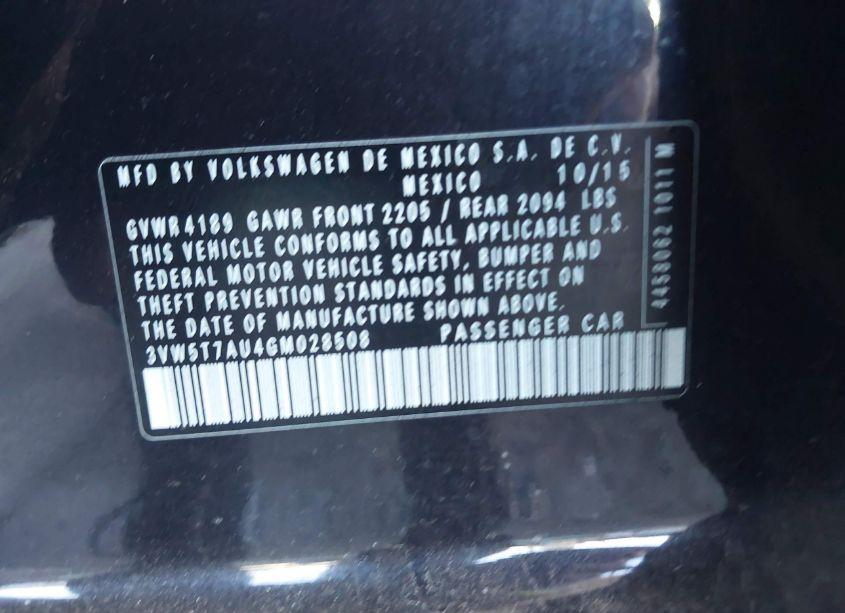 MFD BY VOLKSWAGEN DE MEXICO S.A. DE C.V.
MEXICO 10/15
GVWR 4189 GAWR FRONT 2205 / REAR 2094 LBS
THIS VEHICLE CONFORMS TO ALL APPLICABLE U.S.
FEDERAL MOTOR VEHICLE SAFETY, BUMPER AND
THEFT PREVENTION STANDARDS IN EFFECT ON
THE DATE OF MANUFACTURE SHOWN ABOVE.
3VW5T7AU4GM028508 PASSENGER CAR
4458062 1011 M